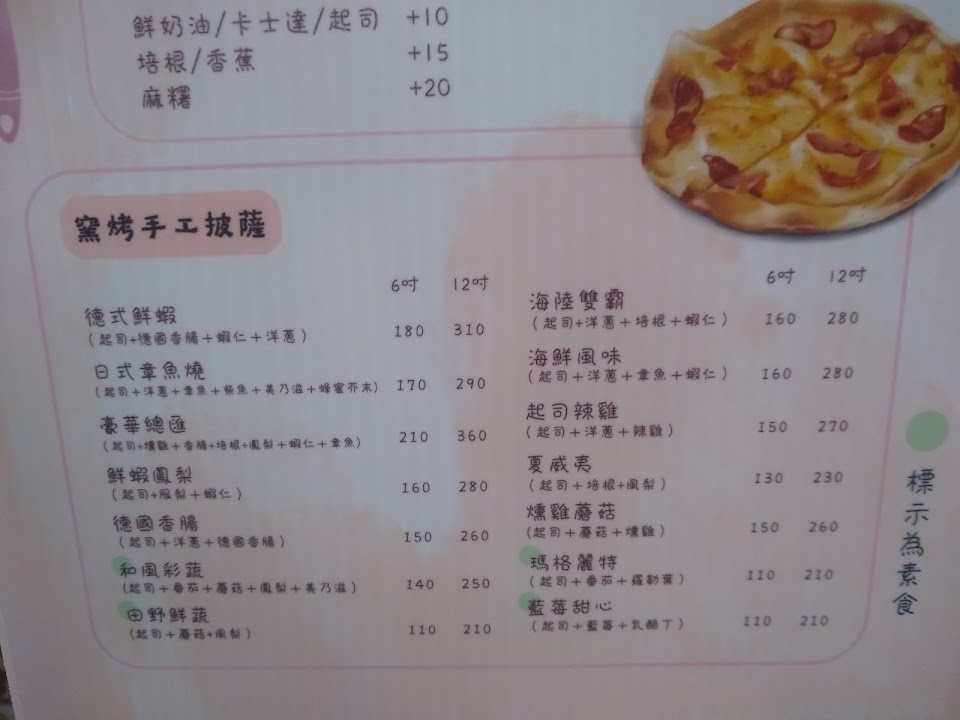 鮮奶油/卡士達/起司 +10
培根/香蕉 +15
麻糬 +20
窯烤手工披薩
6吋 12吋
德式鮮蝦 180 310
(起司+德國香腸+蝦仁+洋蔥)
日式章魚燒 170 290
(起司+洋蔥+章魚+柴魚+美乃滋+蜂蜜芥末)
豪華總匯 210 360
(起司+燻雞+香腸+培根+鳳梨+蝦仁+章魚)
鮮蝦鳳梨 160 280
(起司+鳳梨+蝦仁)
德國香腸 150 260
(起司+洋蔥+德國香腸)
和風彩蔬 140 250
(起司+番茄+蘑菇+鳳梨+美乃滋)
田野鮮蔬 110 210
(起司+蘑菇+鳳梨)
6吋 12吋
海陸雙霸 160 280
(起司+洋蔥+培根+蝦仁)
海鮮風味 160 280
(起司+洋蔥+章魚+蝦仁)
起司辣雞 150 270
(起司+洋蔥+辣雞)
夏威夷 130 230
(起司+培根+鳳梨)
燻雞蘑菇 150 260
(起司+蘑菇+燻雞)
瑪格麗特 110 210
(起司+番茄+羅勒葉)
藍莓甜心 110 210
(起司+藍莓+乳酪丁)
標示為素食